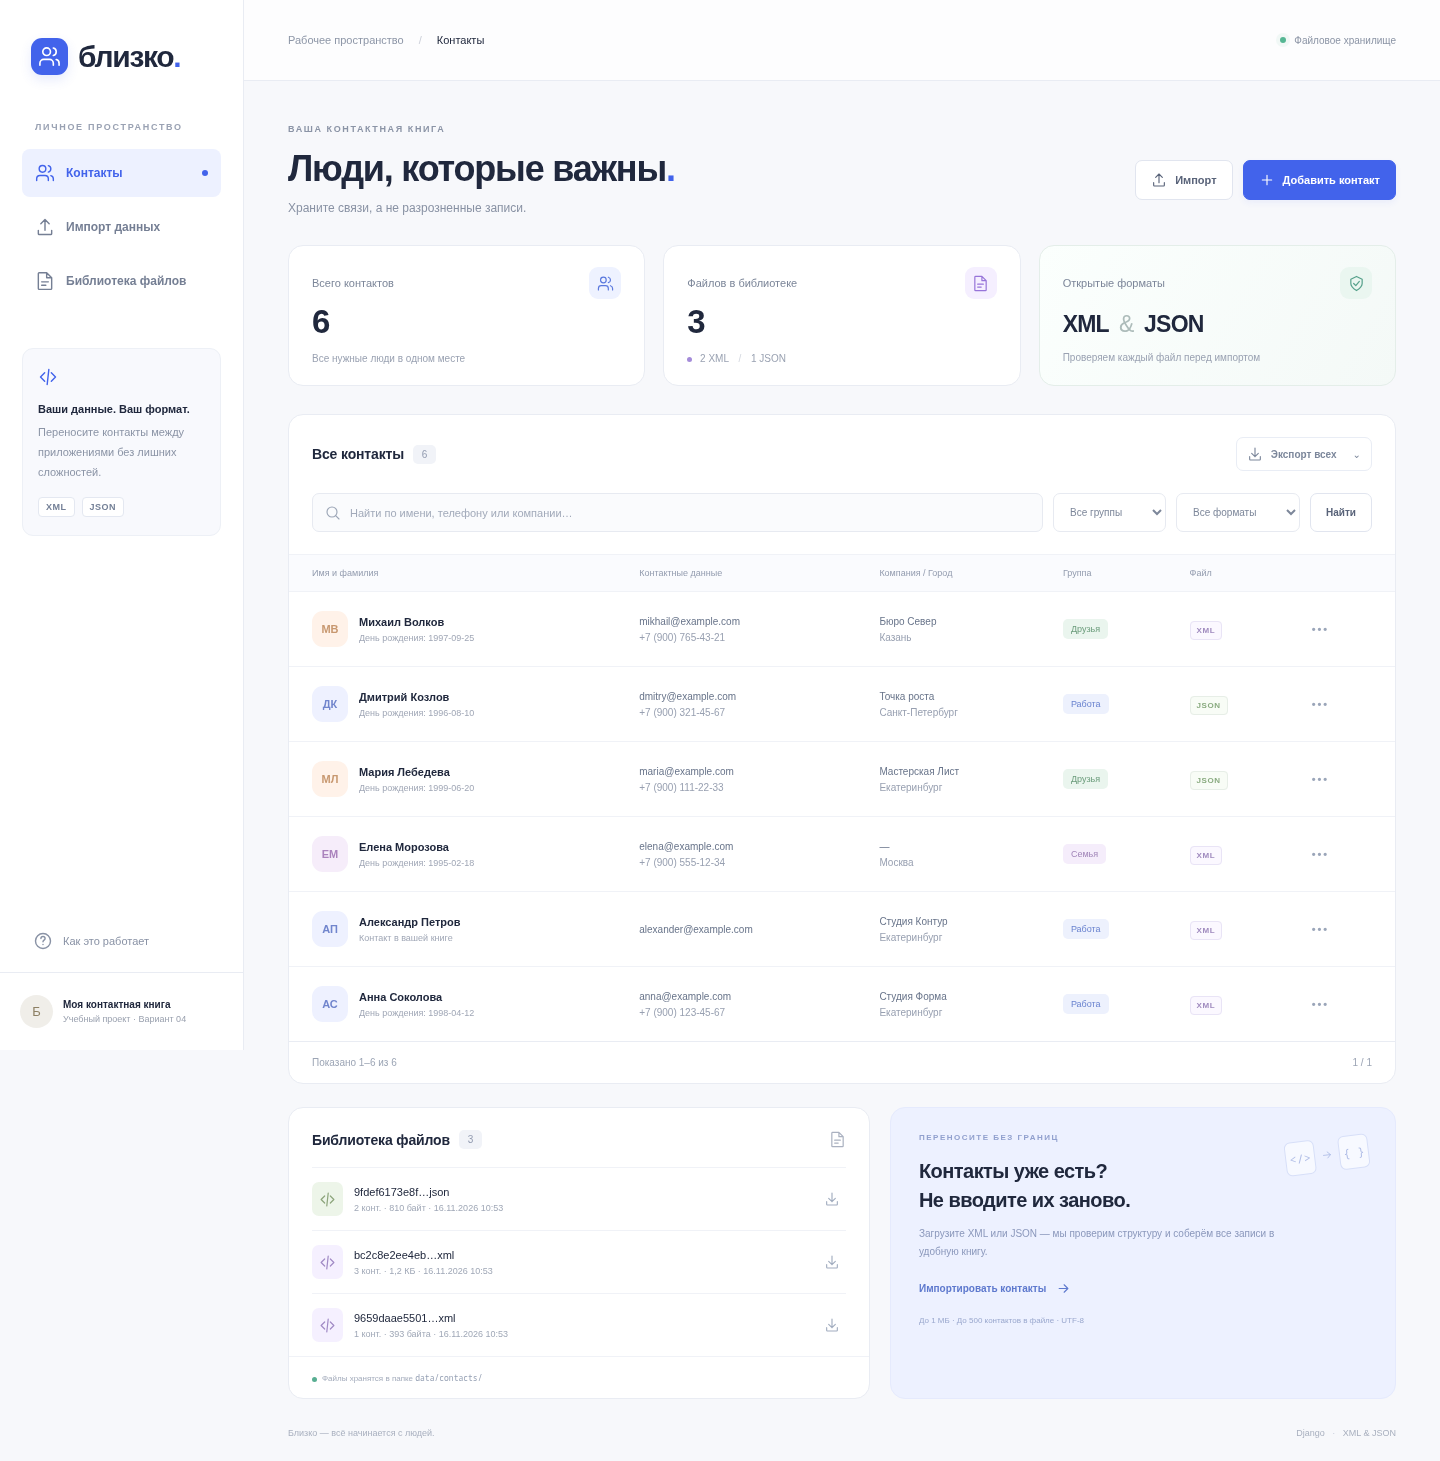 близко.
ЛИЧНОЕ ПРОСТРАНСТВО
Контакты
Импорт данных
Библиотека файлов
Ваши данные. Ваш формат.
Переносите контакты между
приложениями без лишних
сложностей.
XML JSON
Как это работает
Б
Моя контактная книга
Учебный проект · Вариант 04
Рабочее пространство / Контакты
Файловое хранилище
ВАША КОНТАКТНАЯ КНИГА
Люди, которые важны.
Храните связи, а не разрозненные записи.
Импорт
Добавить контакт
Всего контактов
6
Все нужные люди в одном месте
Файлов в библиотеке
3
2 XML / 1 JSON
Открытые форматы
XML & JSON
Проверяем каждый файл перед импортом
Все контакты 6
Экспорт всех
Найти по имени, телефону или компании…
Все группы
Все форматы
Найти
Имя и фамилия Контактные данные Компания / Город Группа Файл
МВ Михаил Волков mikhail@example.com Бюро Север Друзья XML
День рождения: 1997-09-25 +7 (900) 765-43-21 Казань
ДК Дмитрий Козлов dmitry@example.com Точка роста Работа JSON
День рождения: 1996-08-10 +7 (900) 321-45-67 Санкт-Петербург
МЛ Мария Лебедева maria@example.com Мастерская Лист Друзья JSON
День рождения: 1999-06-20 +7 (900) 111-22-33 Екатеринбург
ЕМ Елена Морозова elena@example.com — Семья XML
День рождения: 1995-02-18 +7 (900) 555-12-34 Москва
АП Александр Петров alexander@example.com Студия Контур Работа XML
Контакт в вашей книге Екатеринбург
АС Анна Соколова anna@example.com Студия Форма Работа XML
День рождения: 1998-04-12 +7 (900) 123-45-67 Екатеринбург
Показано 1–6 из 6 1 / 1
Библиотека файлов 3
9fdef6173e8f…json
2 конт. · 810 байт · 16.11.2026 10:53
bc2c8e2ee4eb…xml
3 конт. · 1,2 КБ · 16.11.2026 10:53
9659daae5501…xml
1 конт. · 393 байта · 16.11.2026 10:53
Файлы хранятся в папке data/contacts/
ПЕРЕНОСИТЕ БЕЗ ГРАНИЦ
</> → { }
Контакты уже есть?
Не вводите их заново.
Загрузите XML или JSON — мы проверим структуру и соберём все записи в
удобную книгу.
Импортировать контакты →
До 1 МБ · До 500 контактов в файле · UTF-8
Близко — всё начинается с людей.
Django · XML & JSON